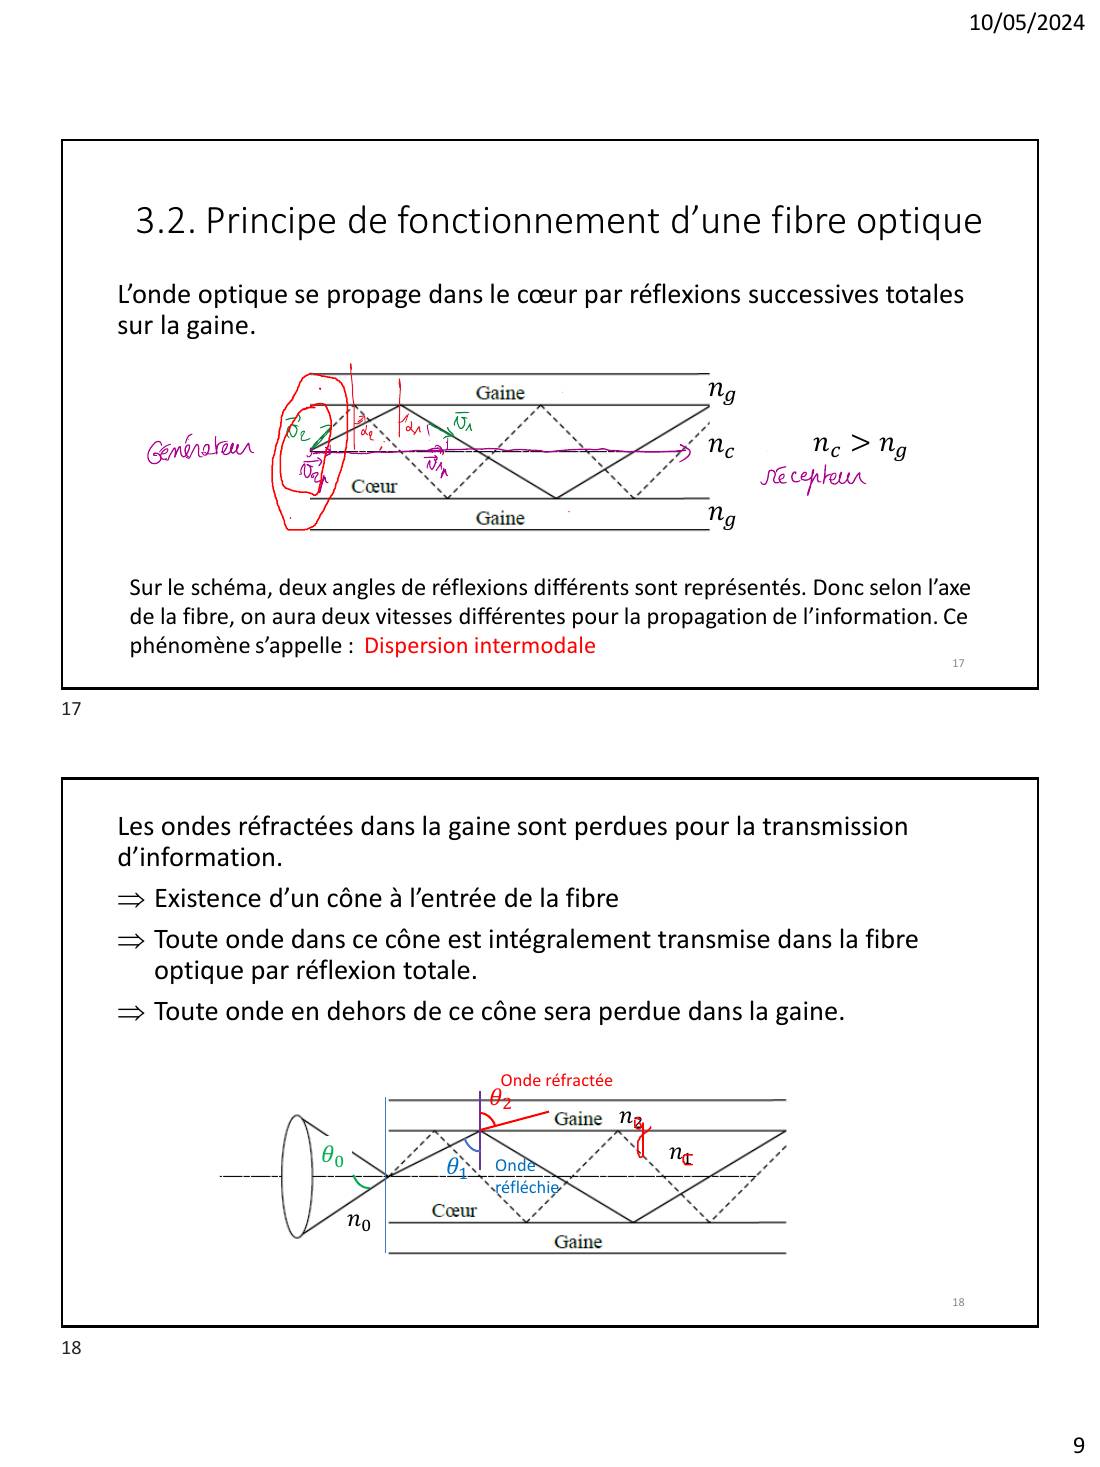 10/05/2024
3.2. Principe de fonctionnement d’une fibre optique
L’onde optique se propage dans le cœur par réflexions successives totales
sur la gaine.
Gaine
n_g
Générateur
v₂
α₂
α₁
v₁
n_c
n_c > n_g
Cœur
récepteur
Gaine
n_g
Sur le schéma, deux angles de réflexions différents sont représentés. Donc selon l’axe
de la fibre, on aura deux vitesses différentes pour la propagation de l’information. Ce
phénomène s’appelle : Dispersion intermodale
17
17
Les ondes réfractées dans la gaine sont perdues pour la transmission
d’information.
⇒ Existence d’un cône à l’entrée de la fibre
⇒ Toute onde dans ce cône est intégralement transmise dans la fibre
optique par réflexion totale.
⇒ Toute onde en dehors de ce cône sera perdue dans la gaine.
Onde réfractée
θ₂
Gaine
θ₀
θ₁
Onde
réfléchie
n₀
Cœur
Gaine
18
18
9